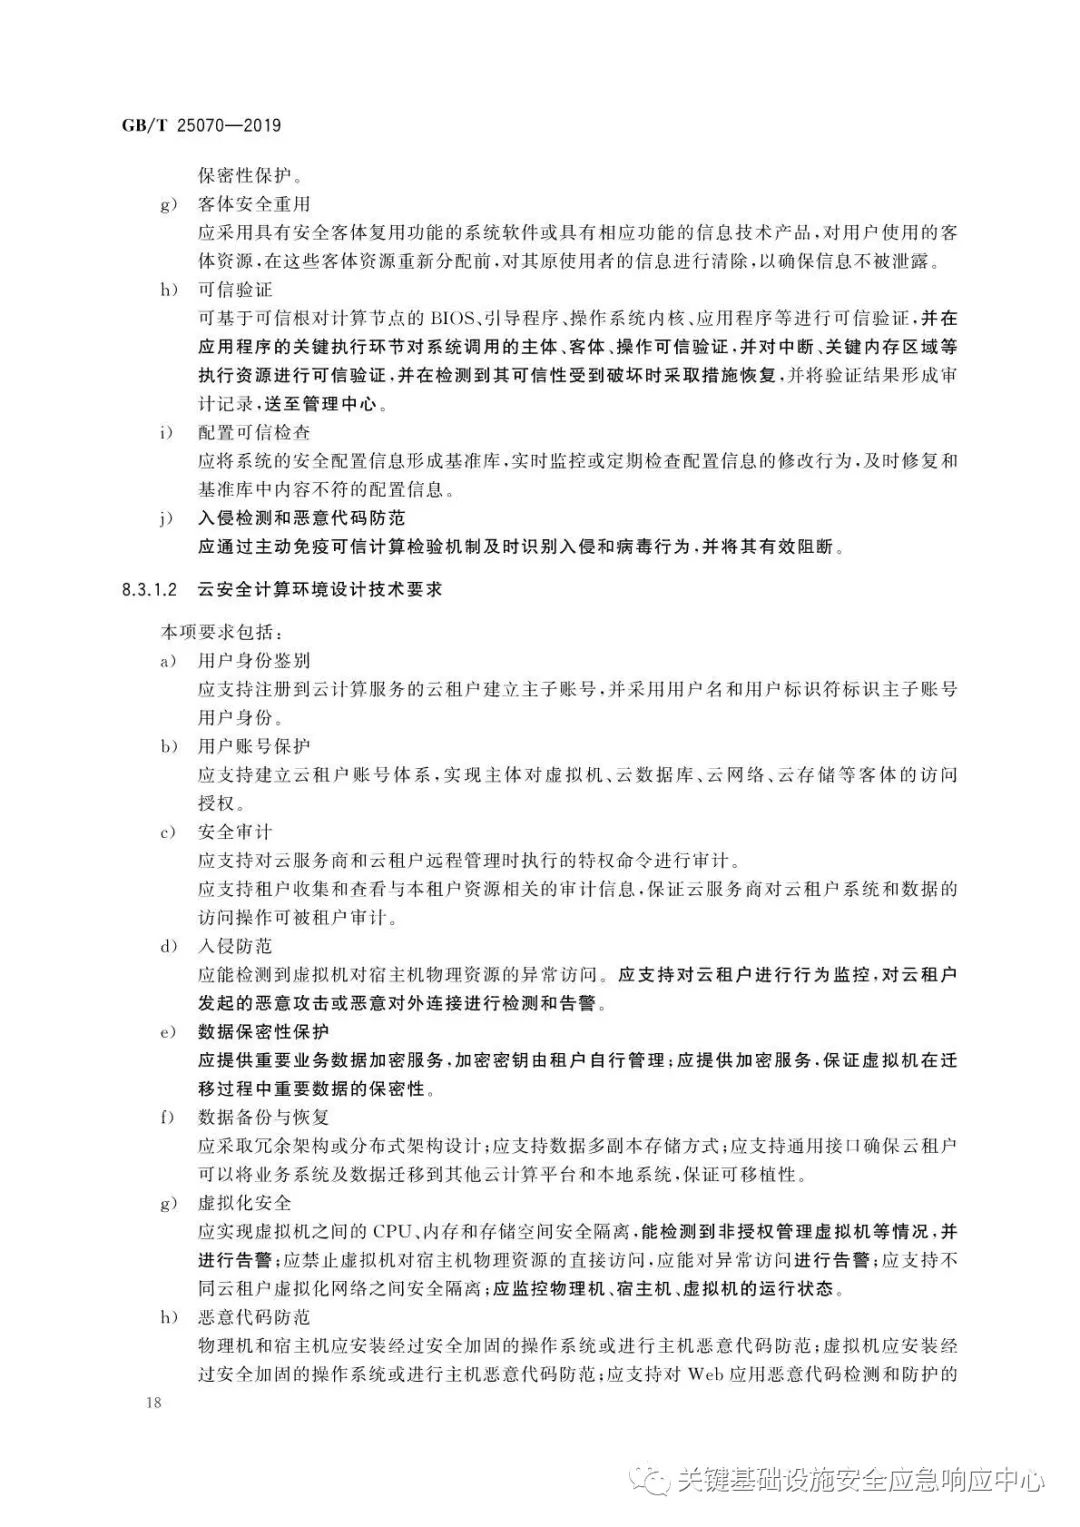 GB/T 25070—2019
保密性保护。
g) 客体安全重用
应采用具有安全客体复用功能的系统软件或具有相应功能的信息技术产品,对用户使用的客
体资源,在这些客体资源重新分配前,对其原使用者的信息进行清除,以确保信息不被泄露。
h) 可信验证
可基于可信根对计算节点的 BIOS、引导程序、操作系统内核、应用程序等进行可信验证,并在
应用程序的关键执行环节对系统调用的主体、客体、操作可信验证,并对中断、关键内存区域等
执行资源进行可信验证,并在检测到其可信性受到破坏时采取措施恢复,并将验证结果形成审
计记录,送至管理中心。
i) 配置可信检查
应将系统的安全配置信息形成基准库,实时监控或定期检查配置信息的修改行为,及时修复和
基准库中内容不符的配置信息。
j) 入侵检测和恶意代码防范
应通过主动免疫可信计算检验机制及时识别入侵和病毒行为,并将其有效阻断。
8.3.1.2 云安全计算环境设计技术要求
本项要求包括:
a) 用户身份鉴别
应支持注册到云计算服务的云租户建立主子账号,并采用用户名和用户标识符标识主子账号
用户身份。
b) 用户账号保护
应支持建立云租户账号体系,实现主体对虚拟机、云数据库、云网络、云存储等客体的访问
授权。
c) 安全审计
应支持对云服务商和云租户远程管理时执行的特权命令进行审计。
应支持租户收集和查看与本租户资源相关的审计信息,保证云服务商对云租户系统和数据的
访问操作可被租户审计。
d) 入侵防范
应能检测到虚拟机对宿主机物理资源的异常访问。应支持对云租户进行行为监控,对云租户
发起的恶意攻击或恶意对外连接进行检测和告警。
e) 数据保密性保护
应提供重要业务数据加密服务,加密密钥由租户自行管理;应提供加密服务,保证虚拟机在迁
移过程中重要数据的保密性。
f) 数据备份与恢复
应采取冗余架构或分布式架构设计;应支持数据多副本存储方式;应支持通用接口确保云租户
可以将业务系统及数据迁移到其他云计算平台和本地系统,保证可移植性。
g) 虚拟化安全
应实现虚拟机之间的 CPU、内存和存储空间安全隔离,能检测到非授权管理虚拟机等情况,并
进行告警;应禁止虚拟机对宿主机物理资源的直接访问,应能对异常访问进行告警;应支持不
同云租户虚拟化网络之间安全隔离;应监控物理机、宿主机、虚拟机的运行状态。
h) 恶意代码防范
物理机和宿主机应安装经过安全加固的操作系统或进行主机恶意代码防范;虚拟机应安装经
过安全加固的操作系统或进行主机恶意代码防范;应支持对 Web 应用恶意代码检测和防护的
18
关键基础设施安全应急响应中心